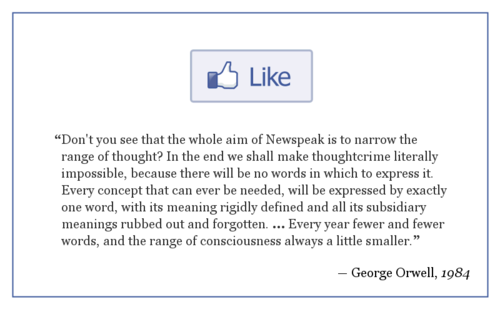 Like
“Don't you see that the whole aim of Newspeak is to narrow the
range of thought? In the end we shall make thoughtcrime literally
impossible, because there will be no words in which to express it.
Every concept that can ever be needed, will be expressed by exactly
one word, with its meaning rigidly defined and all its subsidiary
meanings rubbed out and forgotten. ... Every year fewer and fewer
words, and the range of consciousness always a little smaller.”
— George Orwell, 1984